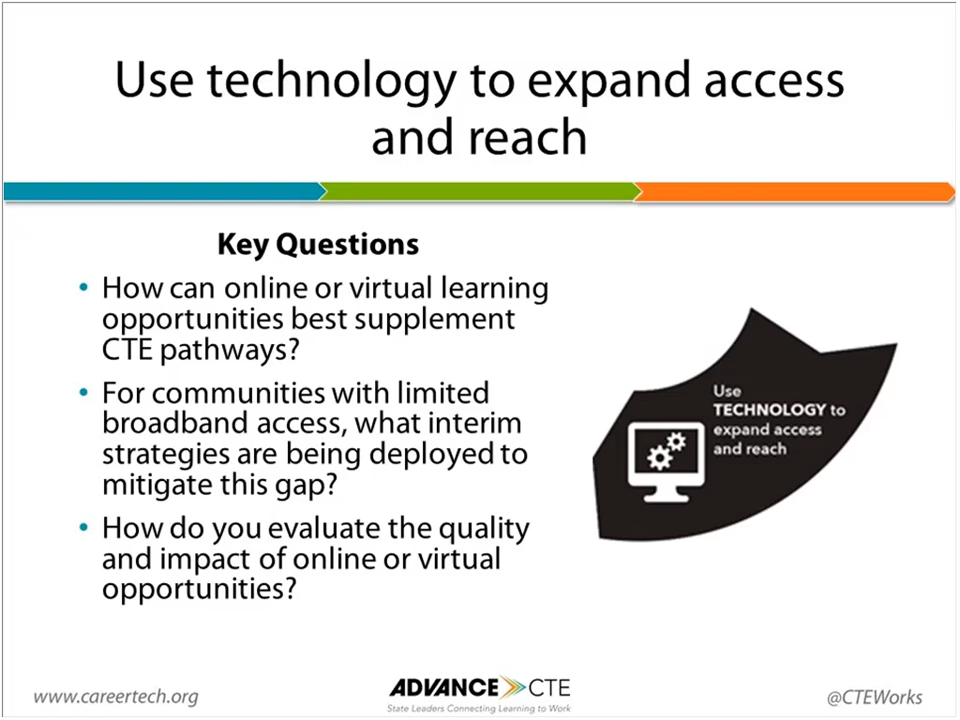 Use technology to expand access
and reach
Key Questions
• How can online or virtual learning
opportunities best supplement
CTE pathways?
• For communities with limited
broadband access, what interim
strategies are being deployed to
mitigate this gap?
• How do you evaluate the quality
and impact of online or virtual
opportunities?
Use
TECHNOLOGY to
expand access
and reach
www.careertech.org
ADVANCE CTE
State Leaders Connecting Learning to Work
@CTEWorks